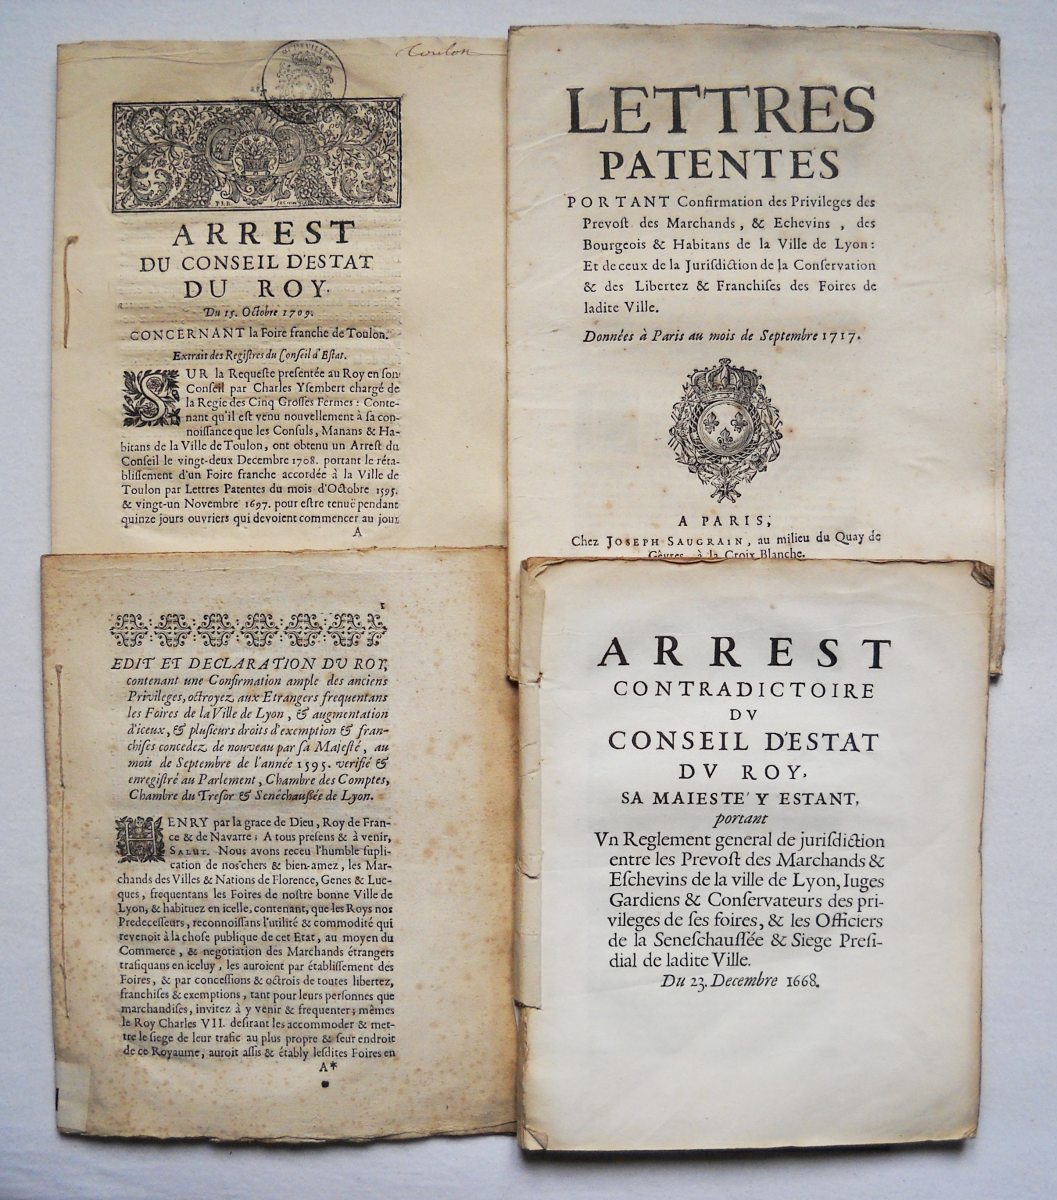 Toulon
ARREST
DU CONSEIL D'ESTAT
DU ROY.
Du 15. Octobre 1709.
CONCERNANT la Foire franche de Toulon.
Extrait des Regiſtres du Conſeil d'Eſtat.
SUR la Requeſte preſentée au Roy en ſon
Conſeil par Charles Yſembert chargé de
la Regie des Cinq Groſſes Fermes : Conte-
nant qu'il eſt venu nouvellement à ſa con-
noiſſance que les Conſuls, Manans & Ha-
bitans de la Ville de Toulon, ont obtenu un Arreſt du
Conſeil le vingt-deux Decembre 1708. portant le réta-
bliſſement d'un Foire franche accordée à la Ville de
Toulon par Lettres Patentes du mois d'Octobre 1595.
& vingt-un Novembre 1697. pour eſtre tenuë pendant
quinze jours ouvriers qui devoient commencer au jour
A
LETTRES
PATENTES
PORTANT Confirmation des Privileges des
Prevoſt des Marchands, & Echevins, des
Bourgeois & Habitans de la Ville de Lyon :
Et de ceux de la Juriſdiction de la Conſervation
& des Libertez & Franchiſes des Foires de
ladite Ville.
Données à Paris au mois de Septembre 1717.
A PARIS,
Chez JOSEPH SAUGRAIN, au milieu du Quay de
Gêvres, à la Croix Blanche.
1
EDIT ET DECLARATION DV ROY,
contenant une Confirmation ample des anciens
Privileges, octroyez aux Etrangers frequentans
les Foires de la Ville de Lyon, & augmentation
d'iceux, & pluſieurs droits d'exemption & fran-
chiſes concedez de nouveau par ſa Majeſté, au
mois de Septembre de l'année 1595. verifié &
enregiſtré au Parlement, Chambre des Comptes,
Chambre du Treſor & Senéchauſſée de Lyon.
HENRY par la grace de Dieu, Roy de Fran-
ce & de Navarre ; A tous preſens & à venir,
SALUT. Nous avons receu l'humble ſupli-
cation de nos chers & bien-amez, les Mar-
chands des Villes & Nations de Florence, Genes & Luc-
ques, frequentans les Foires de noſtre bonne Ville de
Lyon, & habituez en icelle, contenant, que les Roys nos
Predeceſſeurs, reconnoiſſans l'utilité & commodité qui
revenoit à la choſe publique de cet Etat, au moyen du
Commerce, & negotiation des Marchands étrangers
trafiquans en iceluy, les auroient par établiſſement des
Foires, & par conceſſions & octrois de toutes libertez,
franchiſes & exemptions, tant pour leurs perſonnes que
marchandiſes, invitez à y venir & frequenter ; mêmes
le Roy Charles VII. deſirant les accommoder & met-
tre le ſiege de leur trafic au plus propre & ſeur endroit
de ce Royaume, auroit aſſis & étably leſdites Foires en
A*
ARREST
CONTRADICTOIRE
DV
CONSEIL D'ESTAT
DV ROY,
SA MAIESTE' Y ESTANT,
portant
Vn Reglement general de juriſdiction
entre les Prevoſt des Marchands &
Eſchevins de la ville de Lyon, Iuges
Gardiens & Conſervateurs des pri-
vileges de ſes foires, & les Officiers
de la Seneſchauſſée & Siege Preſi-
dial de ladite Ville.
Du 23. Decembre 1668.